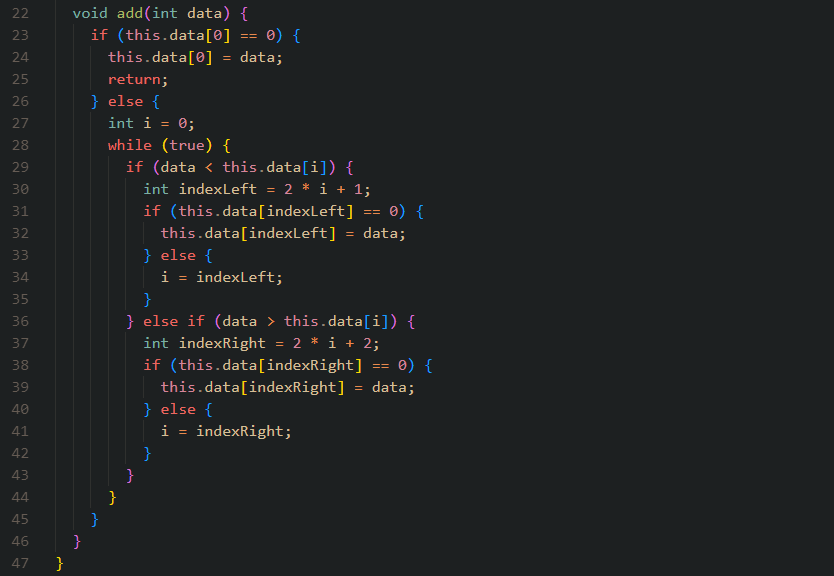 22 void add(int data) {
23 if (this.data[0] == 0) {
24 this.data[0] = data;
25 return;
26 } else {
27 int i = 0;
28 while (true) {
29 if (data < this.data[i]) {
30 int indexLeft = 2 * i + 1;
31 if (this.data[indexLeft] == 0) {
32 this.data[indexLeft] = data;
33 } else {
34 i = indexLeft;
35 }
36 } else if (data > this.data[i]) {
37 int indexRight = 2 * i + 2;
38 if (this.data[indexRight] == 0) {
39 this.data[indexRight] = data;
40 } else {
41 i = indexRight;
42 }
43 }
44 }
45 }
46 }
47 }